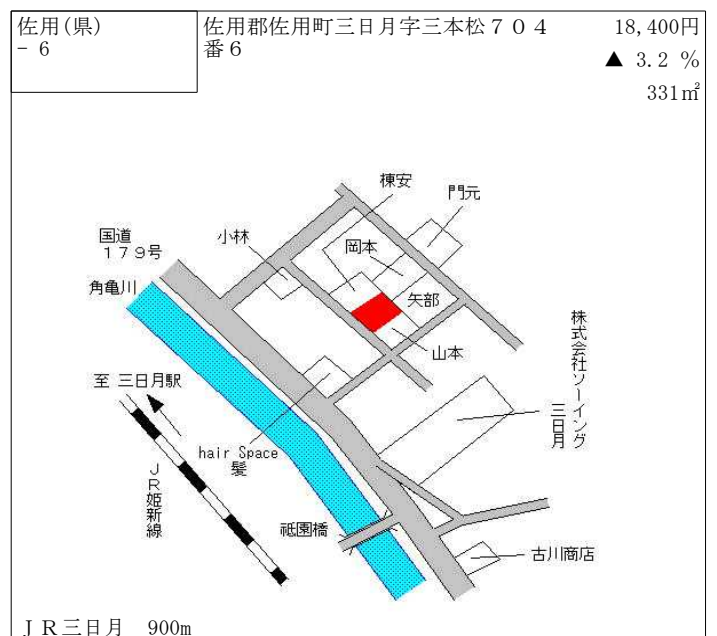 佐用(県)
－6
佐用郡佐用町三日月字三本松７０４
番６
18,400円
▲ 3.2 %
331㎡
棟安
門元
小林
岡本
国道
１７９号
角亀川
矢部
山本
株式会社ソーイング
三日月
至 三日月駅
hair Space
髪
ＪＲ姫新線
祗園橋
古川商店
ＪＲ三日月　900m